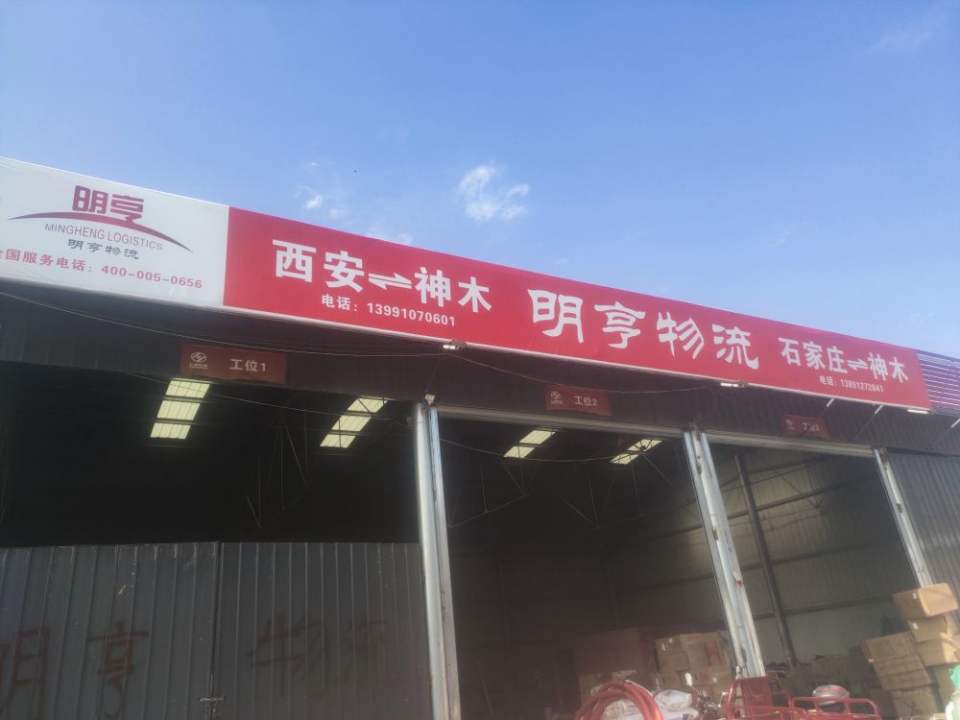 明亨
MINGHENG LOGISTICS
明亨物流
全国服务电话：400-005-0656
西安⇌神木
电话：13991070601
明亨物流
石家庄⇌神木
工位1
工位2
明亨
物流